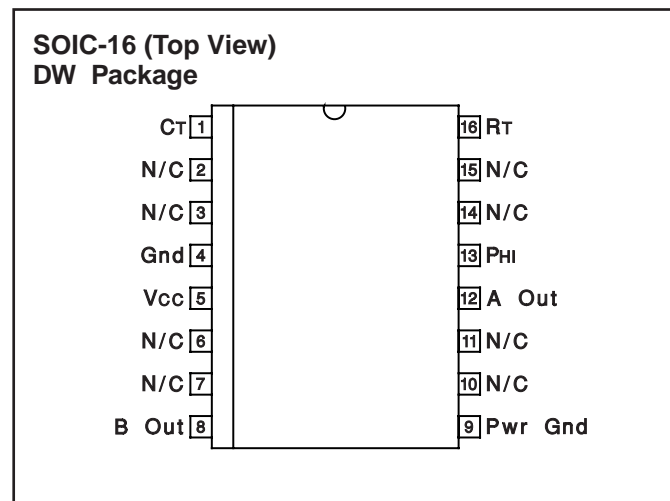 SOIC-16 (Top View)
DW Package
CT 1 16 RT
N/C 2 15 N/C
N/C 3 14 N/C
Gnd 4 13 PHI
Vcc 5 12 A Out
N/C 6 11 N/C
N/C 7 10 N/C
B Out 8 9 Pwr Gnd